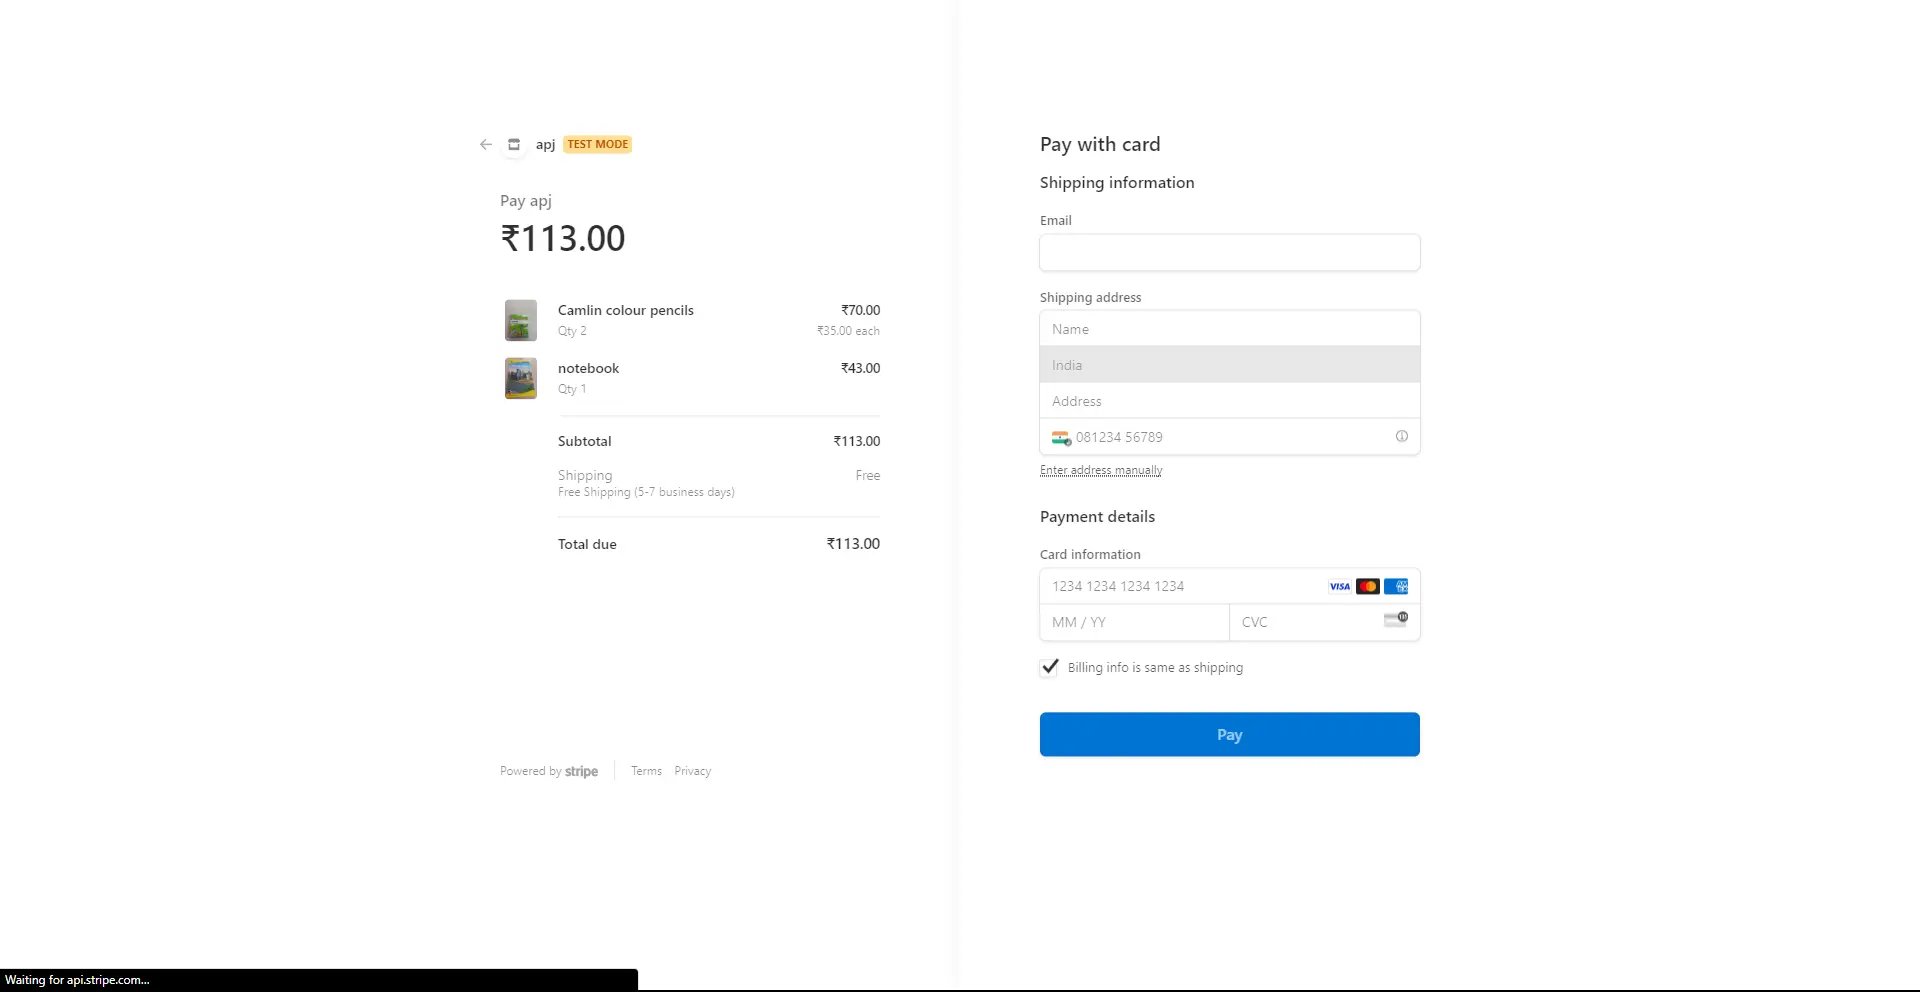 apj TEST MODE
Pay apj
₹113.00
Camlin colour pencils ₹70.00
Qty 2 ₹35.00 each
notebook ₹43.00
Qty 1
Subtotal ₹113.00
Shipping Free
Free Shipping (5-7 business days)
Total due ₹113.00
Powered by stripe Terms Privacy
Pay with card
Shipping information
Email
Shipping address
Name
India
Address
081234 56789
Enter address manually
Payment details
Card information
1234 1234 1234 1234 VISA
MM / YY CVC
Billing info is same as shipping
Pay
Waiting for api.stripe.com...